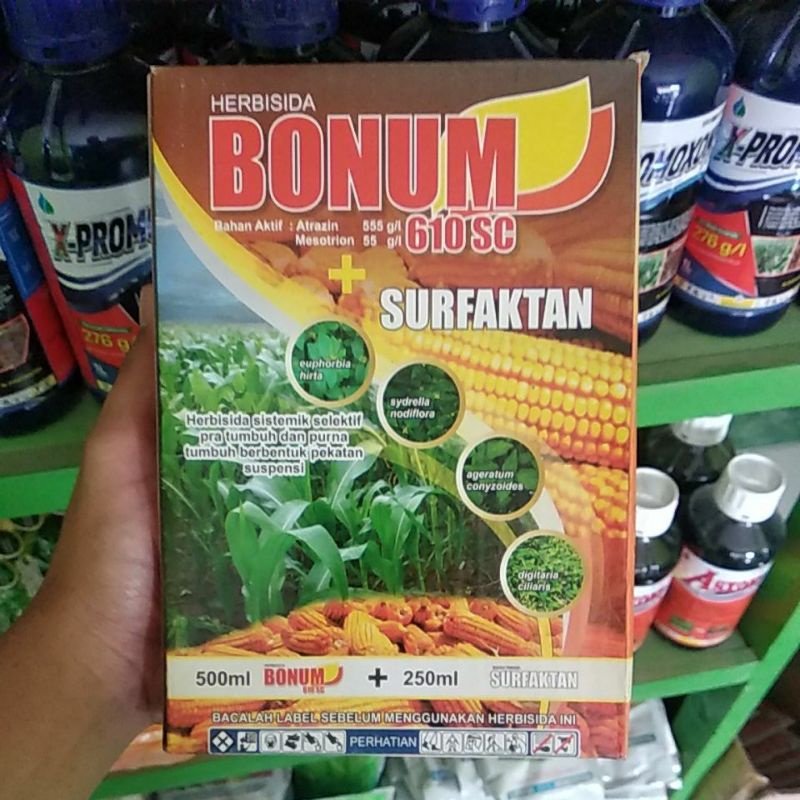 HERBISIDA
BONUM
610 SC
Bahan Aktif : Atrazin 555 g/l
Mesotrion 55 g/l
+
SURFAKTAN
euphorbia
hirta
sydrella
nodiflora
ageratum
conyzoides
digitaria
ciliaris
Herbisida sistemik selektif
pra tumbuh dan purna
tumbuh berbentuk pekatan
suspensi
500ml BONUM 610 SC + 250ml SURFAKTAN
BACALAH LABEL SEBELUM MENGGUNAKAN HERBISIDA INI
PERHATIAN
X-PROM
276 g/l
X-PRO
276 g/l